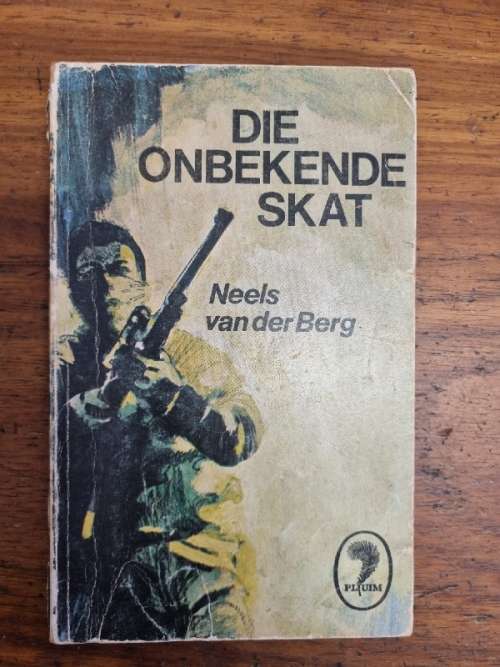 DIE
ONBEKENDE
SKAT
Neels
van der Berg
PLUIM